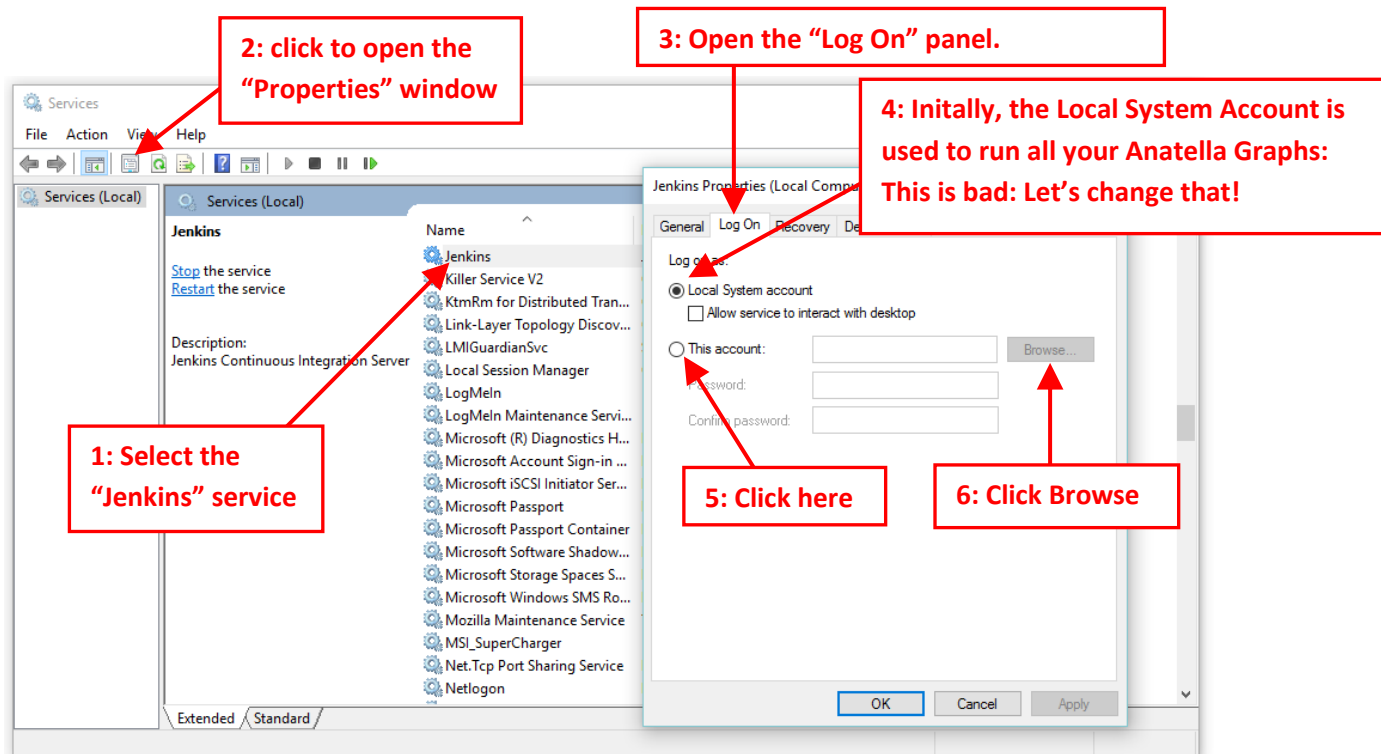 2: click to open the
“Properties” window
3: Open the “Log On” panel.
4: Initally, the Local System Account is
used to run all your Anatella Graphs:
This is bad: Let’s change that!
Services
File Action View Help
Services (Local)
Services (Local)
Jenkins
Stop the service
Restart the service
Description:
Jenkins Continuous Integration Server
Name
Jenkins
Killer Service V2
KtmRm for Distributed Tran...
Link-Layer Topology Discov...
LMIGuardianSvc
Local Session Manager
LogMeIn
LogMeIn Maintenance Servi...
Microsoft (R) Diagnostics H...
Microsoft Account Sign-in ...
Microsoft iSCSI Initiator Ser...
Microsoft Passport
Microsoft Passport Container
Microsoft Software Shadow...
Microsoft Storage Spaces S...
Microsoft Windows SMS Ro...
Mozilla Maintenance Service
MSI_SuperCharger
Net.Tcp Port Sharing Service
Netlogon
Extended Standard
1: Select the
“Jenkins” service
Jenkins Properties (Local Compu
General Log On Recovery De
Log on as:
Local System account
Allow service to interact with desktop
This account:
Browse...
Password:
Confirm password:
5: Click here
6: Click Browse
OK Cancel Apply